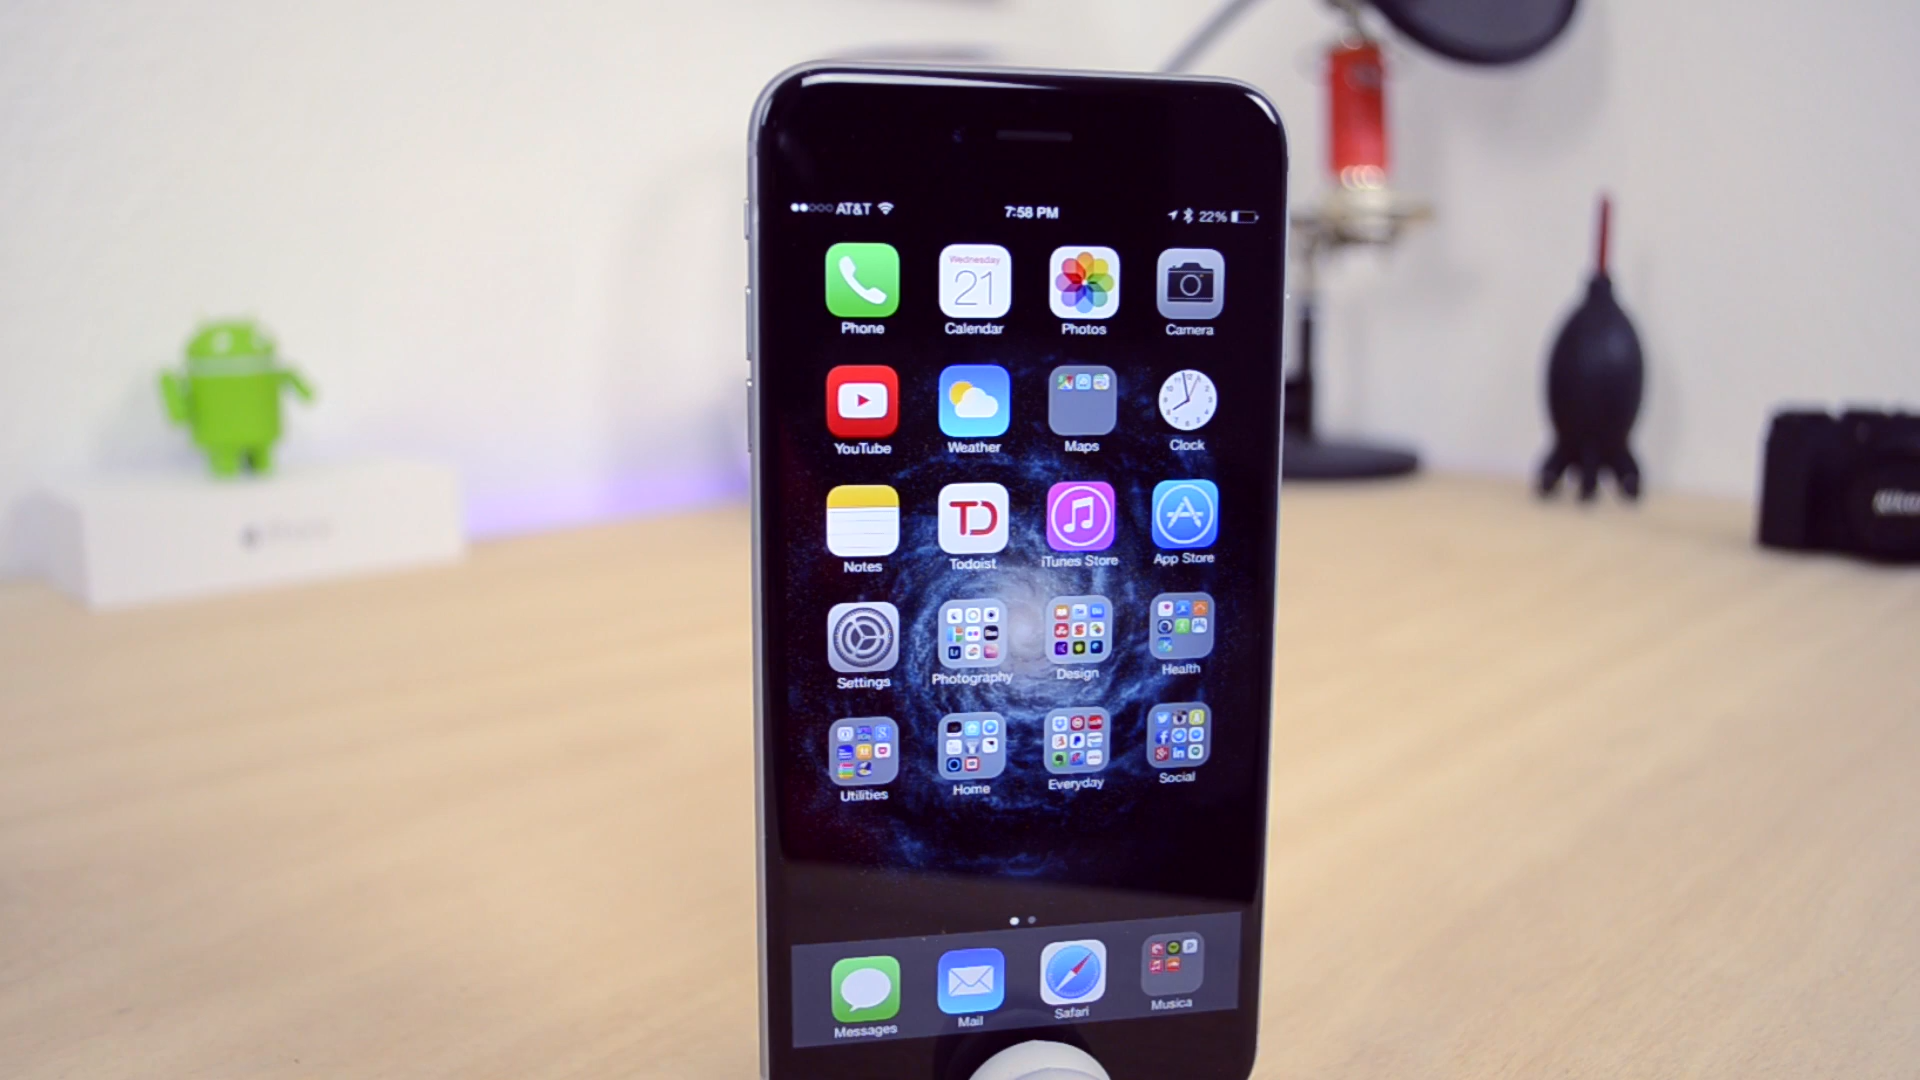 AT&T 7:58 PM 22%
Wednesday
21
Phone Calendar Photos Camera
YouTube Weather Maps Clock
TD
Notes Todoist iTunes Store App Store
Settings Photography Design Health
Utilities Home Everyday Social
Messages Mail Safari Musica